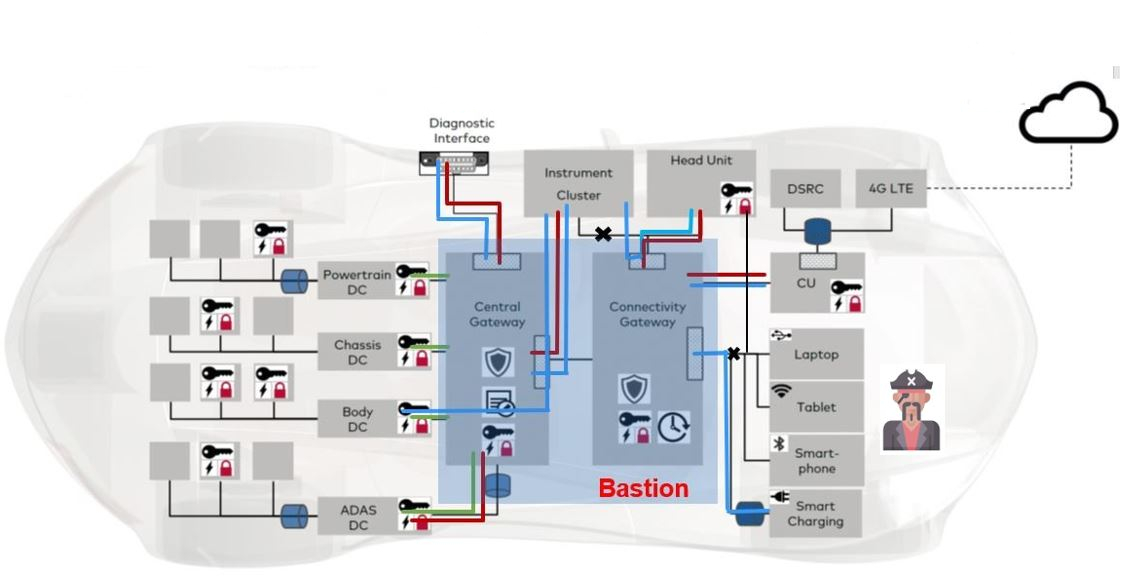 Diagnostic
Interface
Instrument
Cluster
Head Unit
DSRC
4G LTE
Powertrain
DC
Central
Gateway
Connectivity
Gateway
CU
Chassis
DC
Laptop
Body
DC
Tablet
Smart-
phone
Bastion
ADAS
DC
Smart
Charging